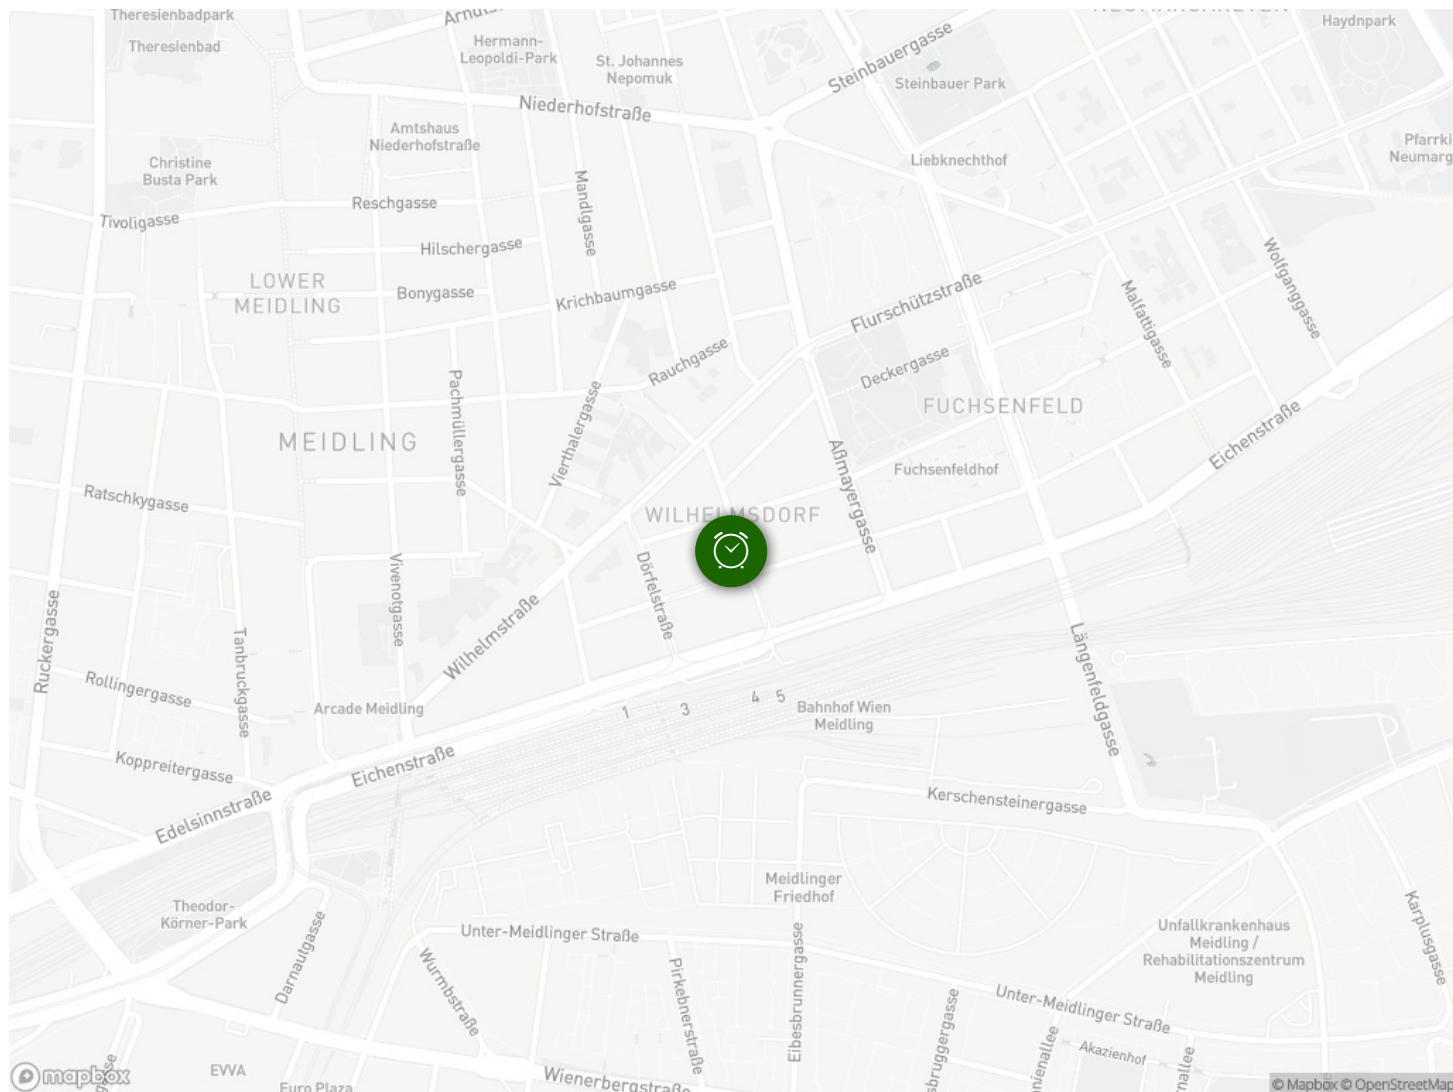 Theresienbadpark
Theresienbad
Hermann-
Leopoldi-Park
St. Johannes
Nepomuk
Steinbauergasse
Steinbauer Park
Haydnpark
Niederhofstraße
Amtshaus
Niederhofstraße
Christine
Busta Park
Liebknechthof
Reschgasse
Mandlgasse
Tivoligasse
Hilschergasse
LOWER
MEIDLING
Bonygasse
Krichbaumgasse
Flurschützstraße
Malfattigasse
Wolfganggasse
Rauchgasse
Deckergasse
FUCHSENFELD
Pachmüllergasse
Vierthalergasse
MEIDLING
Aßmayergasse
Fuchsenfeldhof
Eichenstraße
Ratschkygasse
WILHELMSDORF
Dörfelstraße
Vivenotgasse
Wilhelmstraße
Ruckergasse
Tanbruckgasse
Längenfeldgasse
Rollingergasse
Arcade Meidling
1
3
4
5
Bahnhof Wien
Meidling
Koppreitergasse
Eichenstraße
Edelsinnstraße
Kerschensteinergasse
Meidlinger
Friedhof
Theodor-
Körner-Park
Darnautgasse
Unter-Meidlinger Straße
Wurmbstraße
Pirkebnerstraße
Eibesbrunnergasse
Unfallkrankenhaus
Meidling /
Rehabilitationszentrum
Meidling
Karplusgasse
Unter-Meidlinger Straße
Akazienhof
EVVA
Euro Plaza
Wienerbergstraße
mapbox
© Mapbox © OpenStreetMap